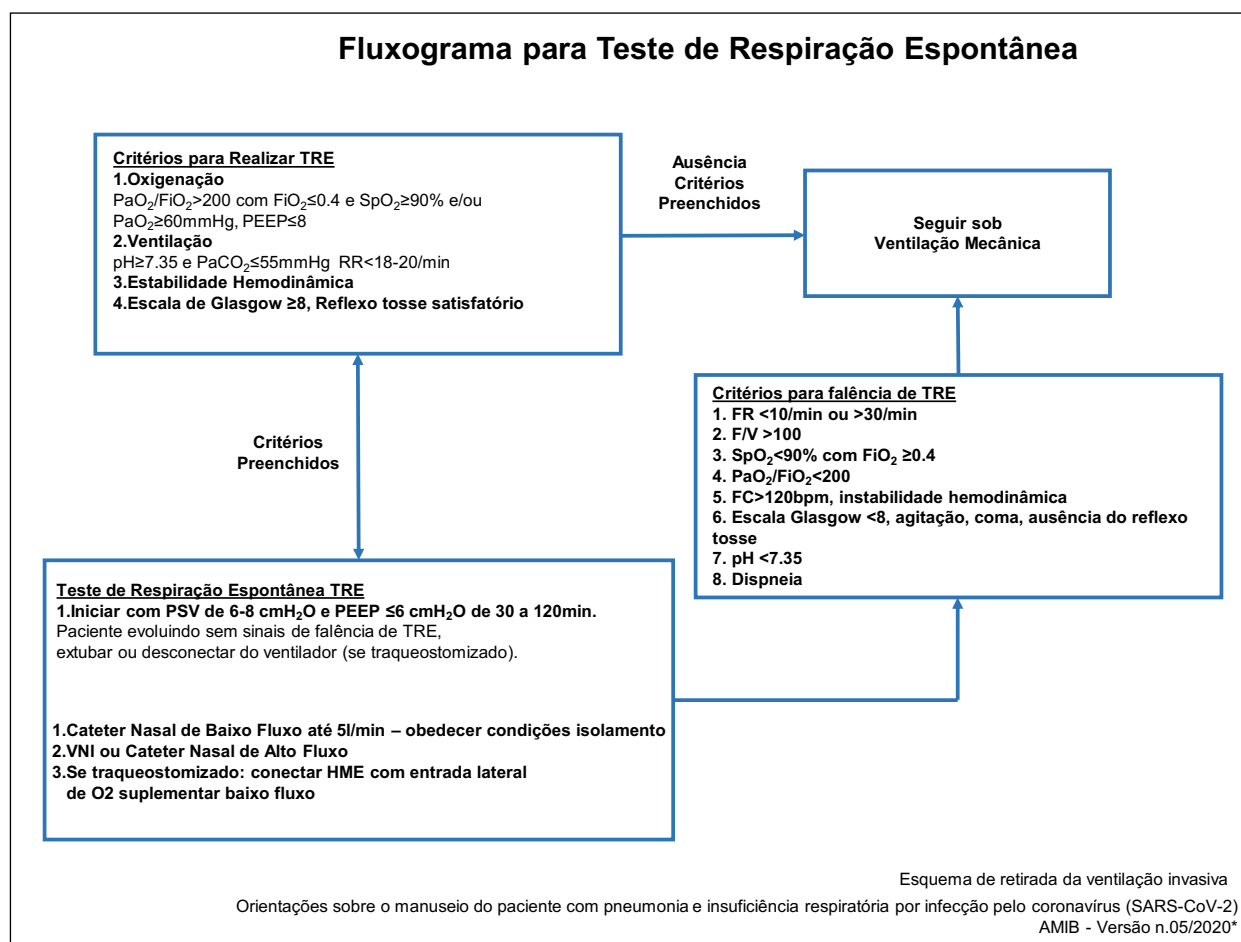 Fluxograma para Teste de Respiração Espontânea
Critérios para Realizar TRE
1.Oxigenação
PaO₂/FiO₂>200 com FiO₂≤0.4 e SpO₂≥90% e/ou
PaO₂≥60mmHg, PEEP≤8
2.Ventilação
pH≥7.35 e PaCO₂≤55mmHg RR<18-20/min
3.Estabilidade Hemodinâmica
4.Escala de Glasgow ≥8, Reflexo tosse satisfatório
Ausência
Critérios
Preenchidos
Seguir sob
Ventilação Mecânica
Critérios
Preenchidos
Critérios para falência de TRE
1. FR <10/min ou >30/min
2. F/V >100
3. SpO₂<90% com FiO₂ ≥0.4
4. PaO₂/FiO₂<200
5. FC>120bpm, instabilidade hemodinâmica
6. Escala Glasgow <8, agitação, coma, ausência do reflexo
tosse
7. pH <7.35
8. Dispneia
Teste de Respiração Espontânea TRE
1.Iniciar com PSV de 6-8 cmH₂O e PEEP ≤6 cmH₂O de 30 a 120min.
Paciente evoluindo sem sinais de falência de TRE,
extubar ou desconectar do ventilador (se traqueostomizado).
1.Cateter Nasal de Baixo Fluxo até 5l/min – obedecer condições isolamento
2.VNI ou Cateter Nasal de Alto Fluxo
3.Se traqueostomizado: conectar HME com entrada lateral
de O2 suplementar baixo fluxo
Esquema de retirada da ventilação invasiva
Orientações sobre o manuseio do paciente com pneumonia e insuficiência respiratória por infecção pelo coronavírus (SARS-CoV-2)
AMIB - Versão n.05/2020*